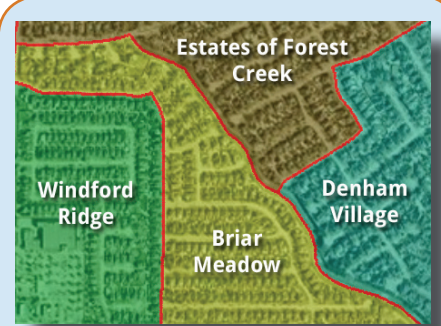 Estates of Forest
Creek
Windford
Ridge
Denham
Village
Briar
Meadow